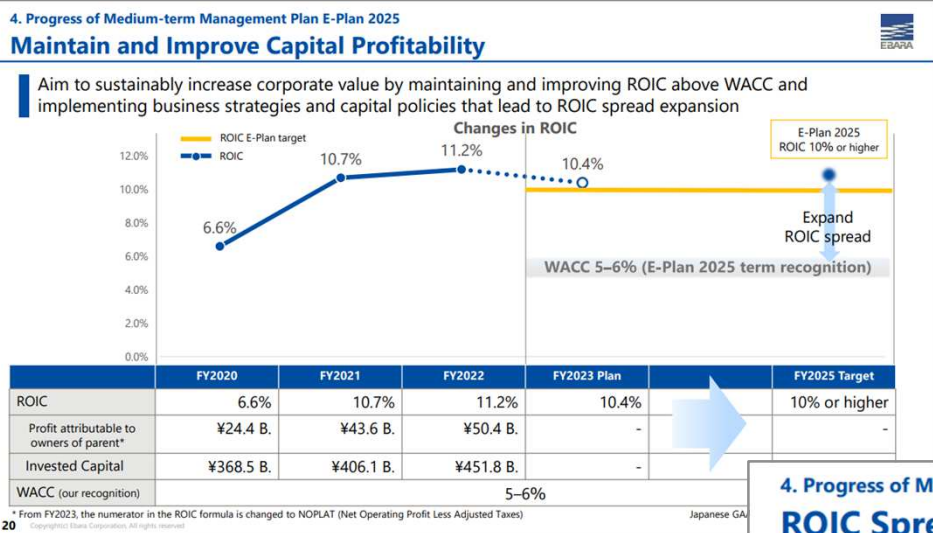 4. Progress of Medium-term Management Plan E-Plan 2025
Maintain and Improve Capital Profitability
EBARA
Aim to sustainably increase corporate value by maintaining and improving ROIC above WACC and
implementing business strategies and capital policies that lead to ROIC spread expansion
Changes in ROIC
ROIC E-Plan target
ROIC
E-Plan 2025
ROIC 10% or higher
12.0%
10.0%
8.0%
6.0%
4.0%
2.0%
0.0%
6.6%
10.7%
11.2%
10.4%
Expand
ROIC spread
WACC 5–6% (E-Plan 2025 term recognition)
FY2020 FY2021 FY2022 FY2023 Plan FY2025 Target
ROIC 6.6% 10.7% 11.2% 10.4% 10% or higher
Profit attributable to
owners of parent* ¥24.4 B. ¥43.6 B. ¥50.4 B. - -
Invested Capital ¥368.5 B. ¥406.1 B. ¥451.8 B. -
WACC (our recognition) 5–6%
* From FY2023, the numerator in the ROIC formula is changed to NOPLAT (Net Operating Profit Less Adjusted Taxes)
Japanese GA
20 Copyright(c) Ebara Corporation, All rights reserved
4. Progress of M
ROIC Spre